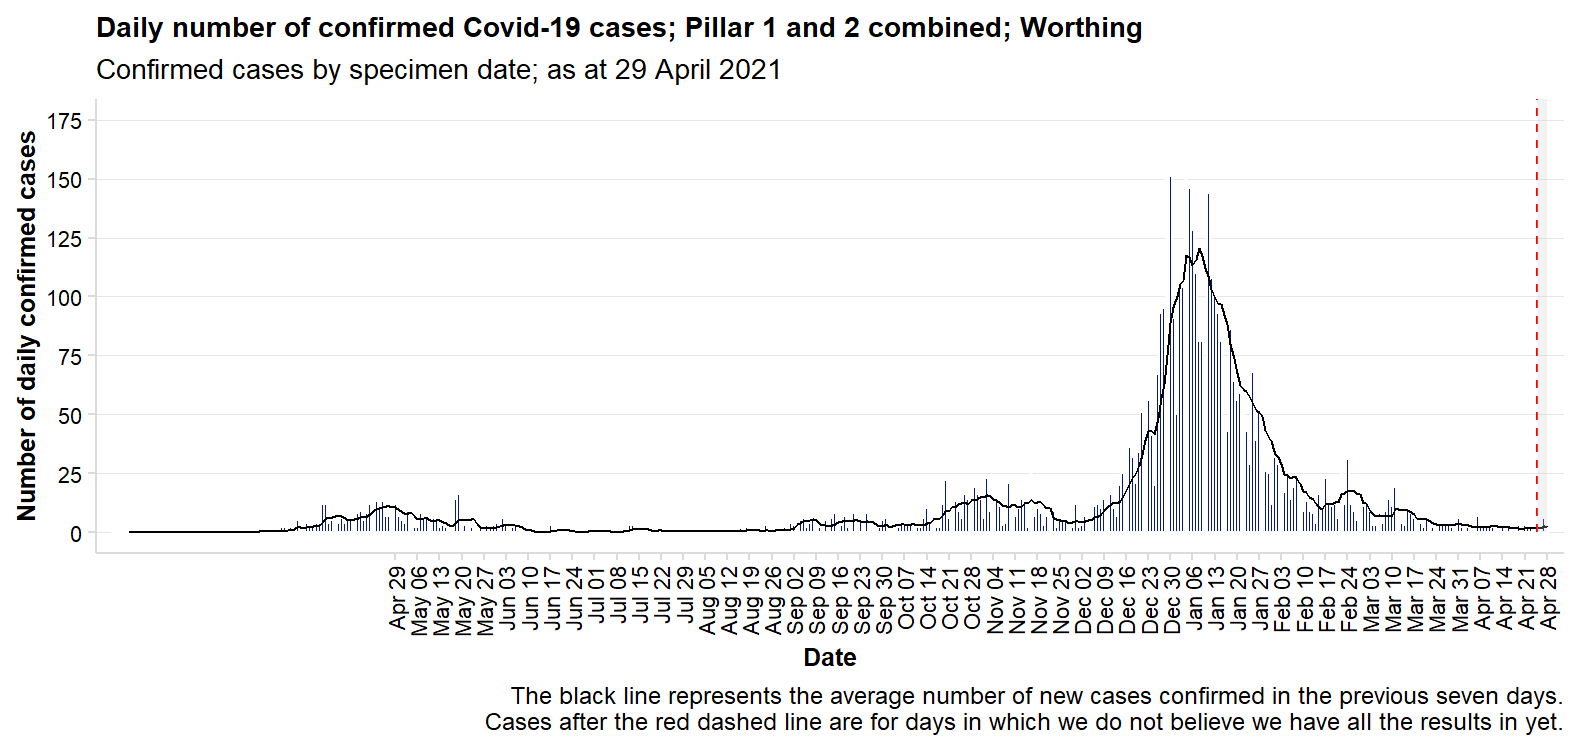 Daily number of confirmed Covid-19 cases; Pillar 1 and 2 combined; Worthing
Confirmed cases by specimen date; as at 29 April 2021
Number of daily confirmed cases
175
150
125
100
75
50
25
0
Apr 29
May 06
May 13
May 20
May 27
Jun 03
Jun 10
Jun 17
Jun 24
Jul 01
Jul 08
Jul 15
Jul 22
Jul 29
Aug 05
Aug 12
Aug 19
Aug 26
Sep 02
Sep 09
Sep 16
Sep 23
Sep 30
Oct 07
Oct 14
Oct 21
Oct 28
Nov 04
Nov 11
Nov 18
Nov 25
Dec 02
Dec 09
Dec 16
Dec 23
Dec 30
Jan 06
Jan 13
Jan 20
Jan 27
Feb 03
Feb 10
Feb 17
Feb 24
Mar 03
Mar 10
Mar 17
Mar 24
Mar 31
Apr 07
Apr 14
Apr 21
Apr 28
Date
The black line represents the average number of new cases confirmed in the previous seven days.
Cases after the red dashed line are for days in which we do not believe we have all the results in yet.